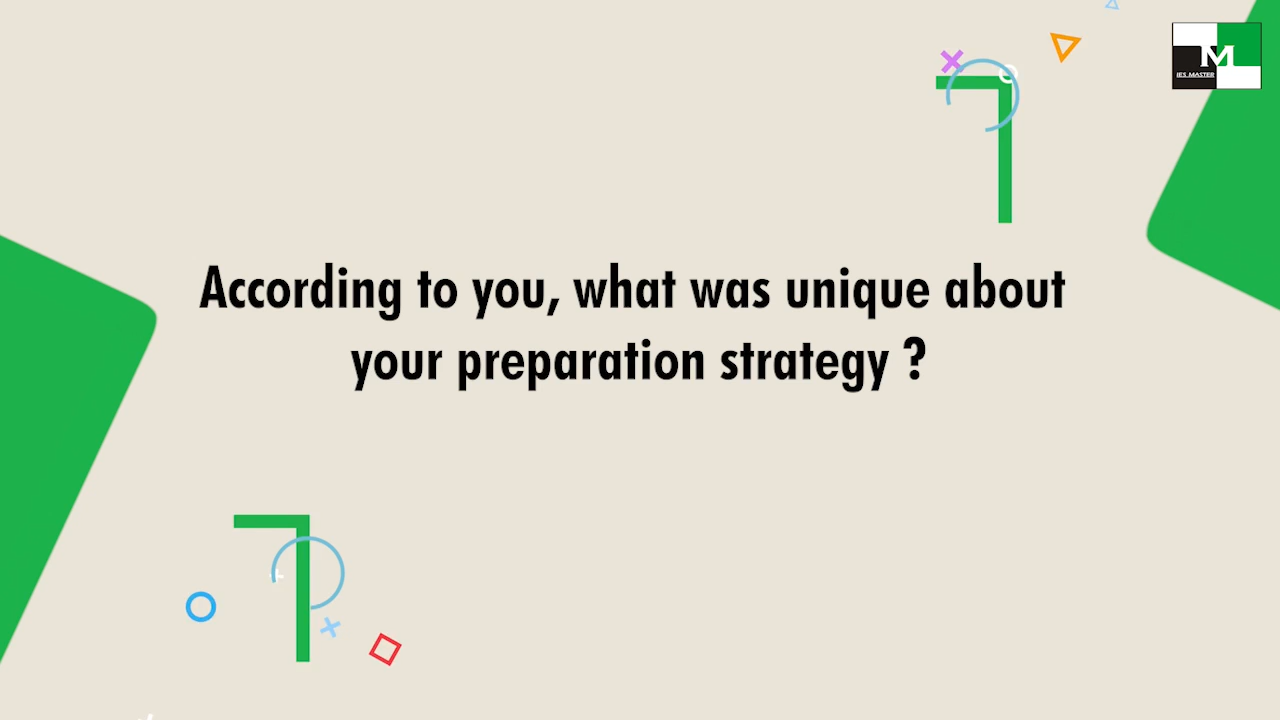 M
IES MASTER
According to you, what was unique about
your preparation strategy ?